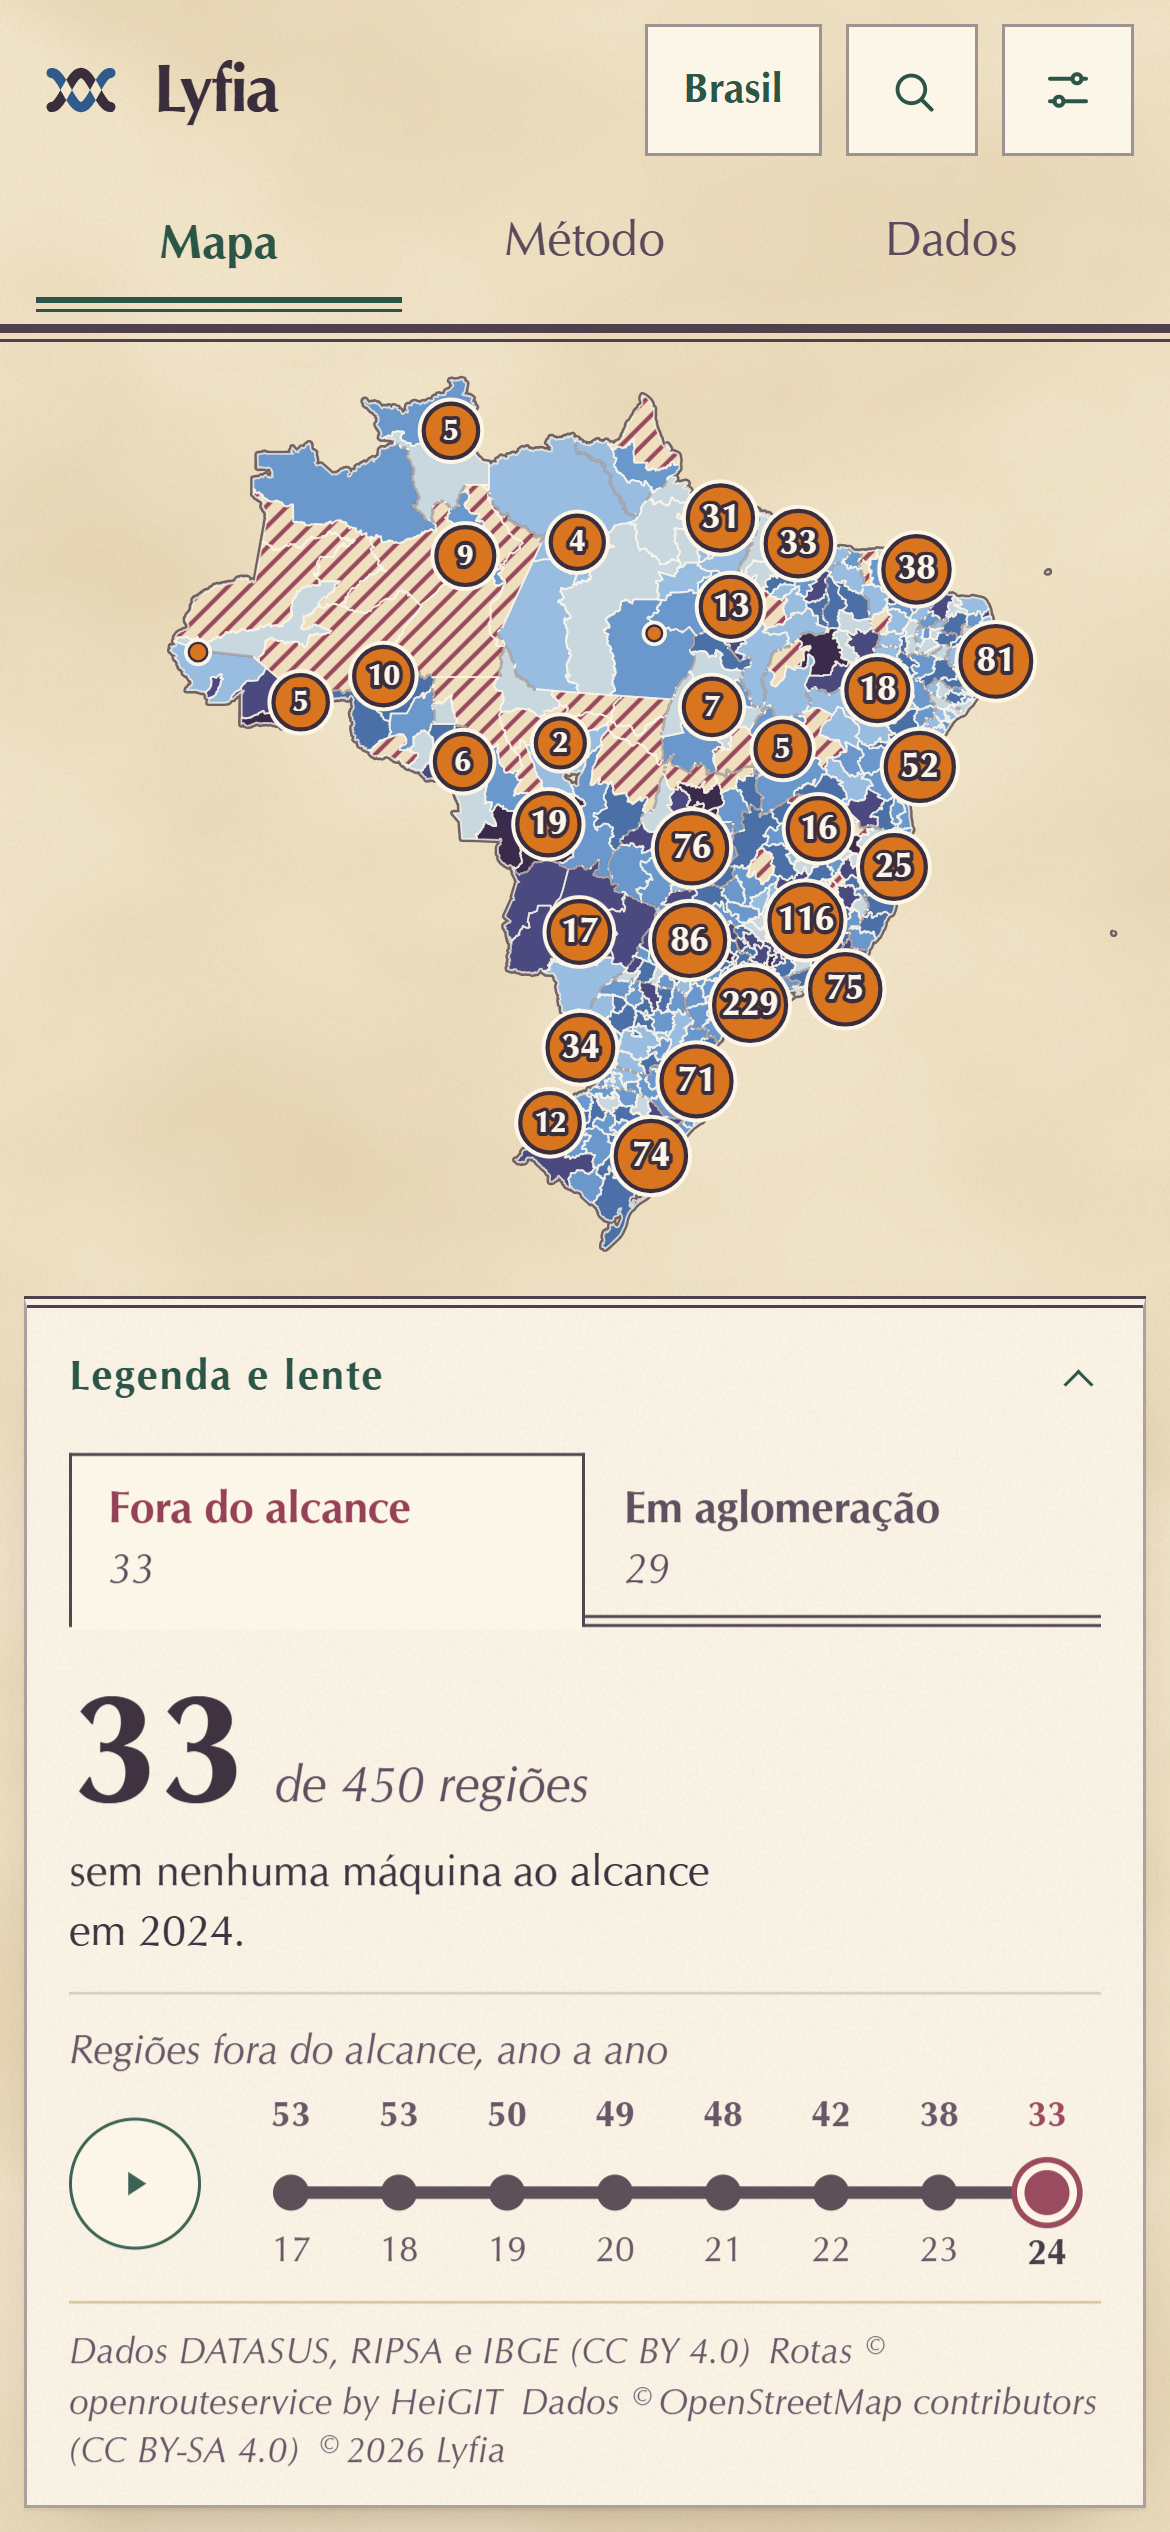 Lyfia
Brasil
Mapa
Método
Dados
5
31
4
33
9
38
13
81
10
18
5
7
2
5
6
52
19
16
76
25
116
17
86
75
229
34
71
12
74
Legenda e lente
Fora do alcance
33
Em aglomeração
29
33 de 450 regiões
sem nenhuma máquina ao alcance
em 2024.
Regiões fora do alcance, ano a ano
53 53 50 49 48 42 38 33
17 18 19 20 21 22 23 24
Dados DATASUS, RIPSA e IBGE (CC BY 4.0) Rotas ©
openrouteservice by HeiGIT Dados © OpenStreetMap contributors
(CC BY-SA 4.0) © 2026 Lyfia